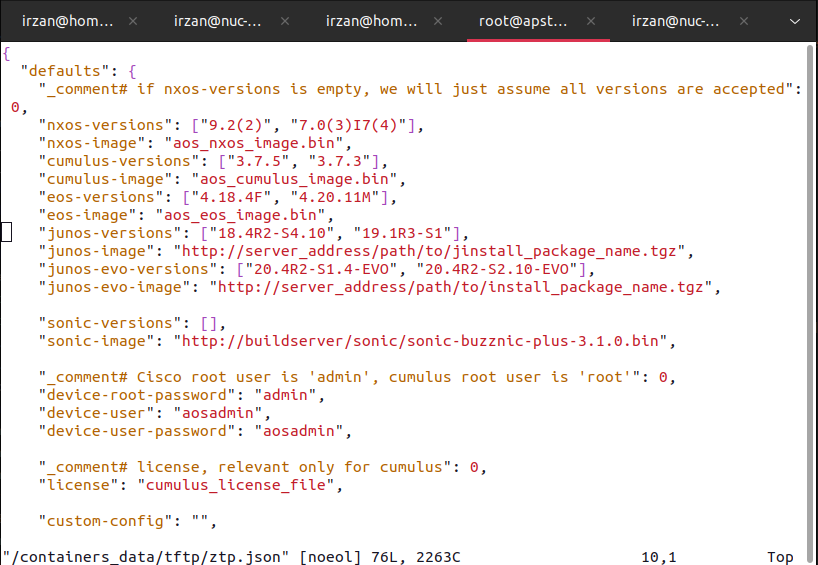 irzan@hom... × irzan@nuc-... × irzan@hom... × root@apst... × irzan@nuc-... ×
{
  "defaults": {
    "_comment# if nxos-versions is empty, we will just assume all versions are accepted":
 0,
    "nxos-versions": ["9.2(2)", "7.0(3)I7(4)"],
    "nxos-image": "aos_nxos_image.bin",
    "cumulus-versions": ["3.7.5", "3.7.3"],
    "cumulus-image": "aos_cumulus_image.bin",
    "eos-versions": ["4.18.4F", "4.20.11M"],
    "eos-image": "aos_eos_image.bin",
    "junos-versions": ["18.4R2-S4.10", "19.1R3-S1"],
    "junos-image": "http://server_address/path/to/jinstall_package_name.tgz",
    "junos-evo-versions": ["20.4R2-S1.4-EVO", "20.4R2-S2.10-EVO"],
    "junos-evo-image": "http://server_address/path/to/install_package_name.tgz",
    "sonic-versions": [],
    "sonic-image": "http://buildserver/sonic/sonic-buzznic-plus-3.1.0.bin",
    "_comment# Cisco root user is 'admin', cumulus root user is 'root'": 0,
    "device-root-password": "admin",
    "device-user": "aosadmin",
    "device-user-password": "aosadmin",
    "_comment# license, relevant only for cumulus": 0,
    "license": "cumulus_license_file",
    "custom-config": "",
"/containers_data/tftp/ztp.json" [noeol] 76L, 2263C 10,1 Top